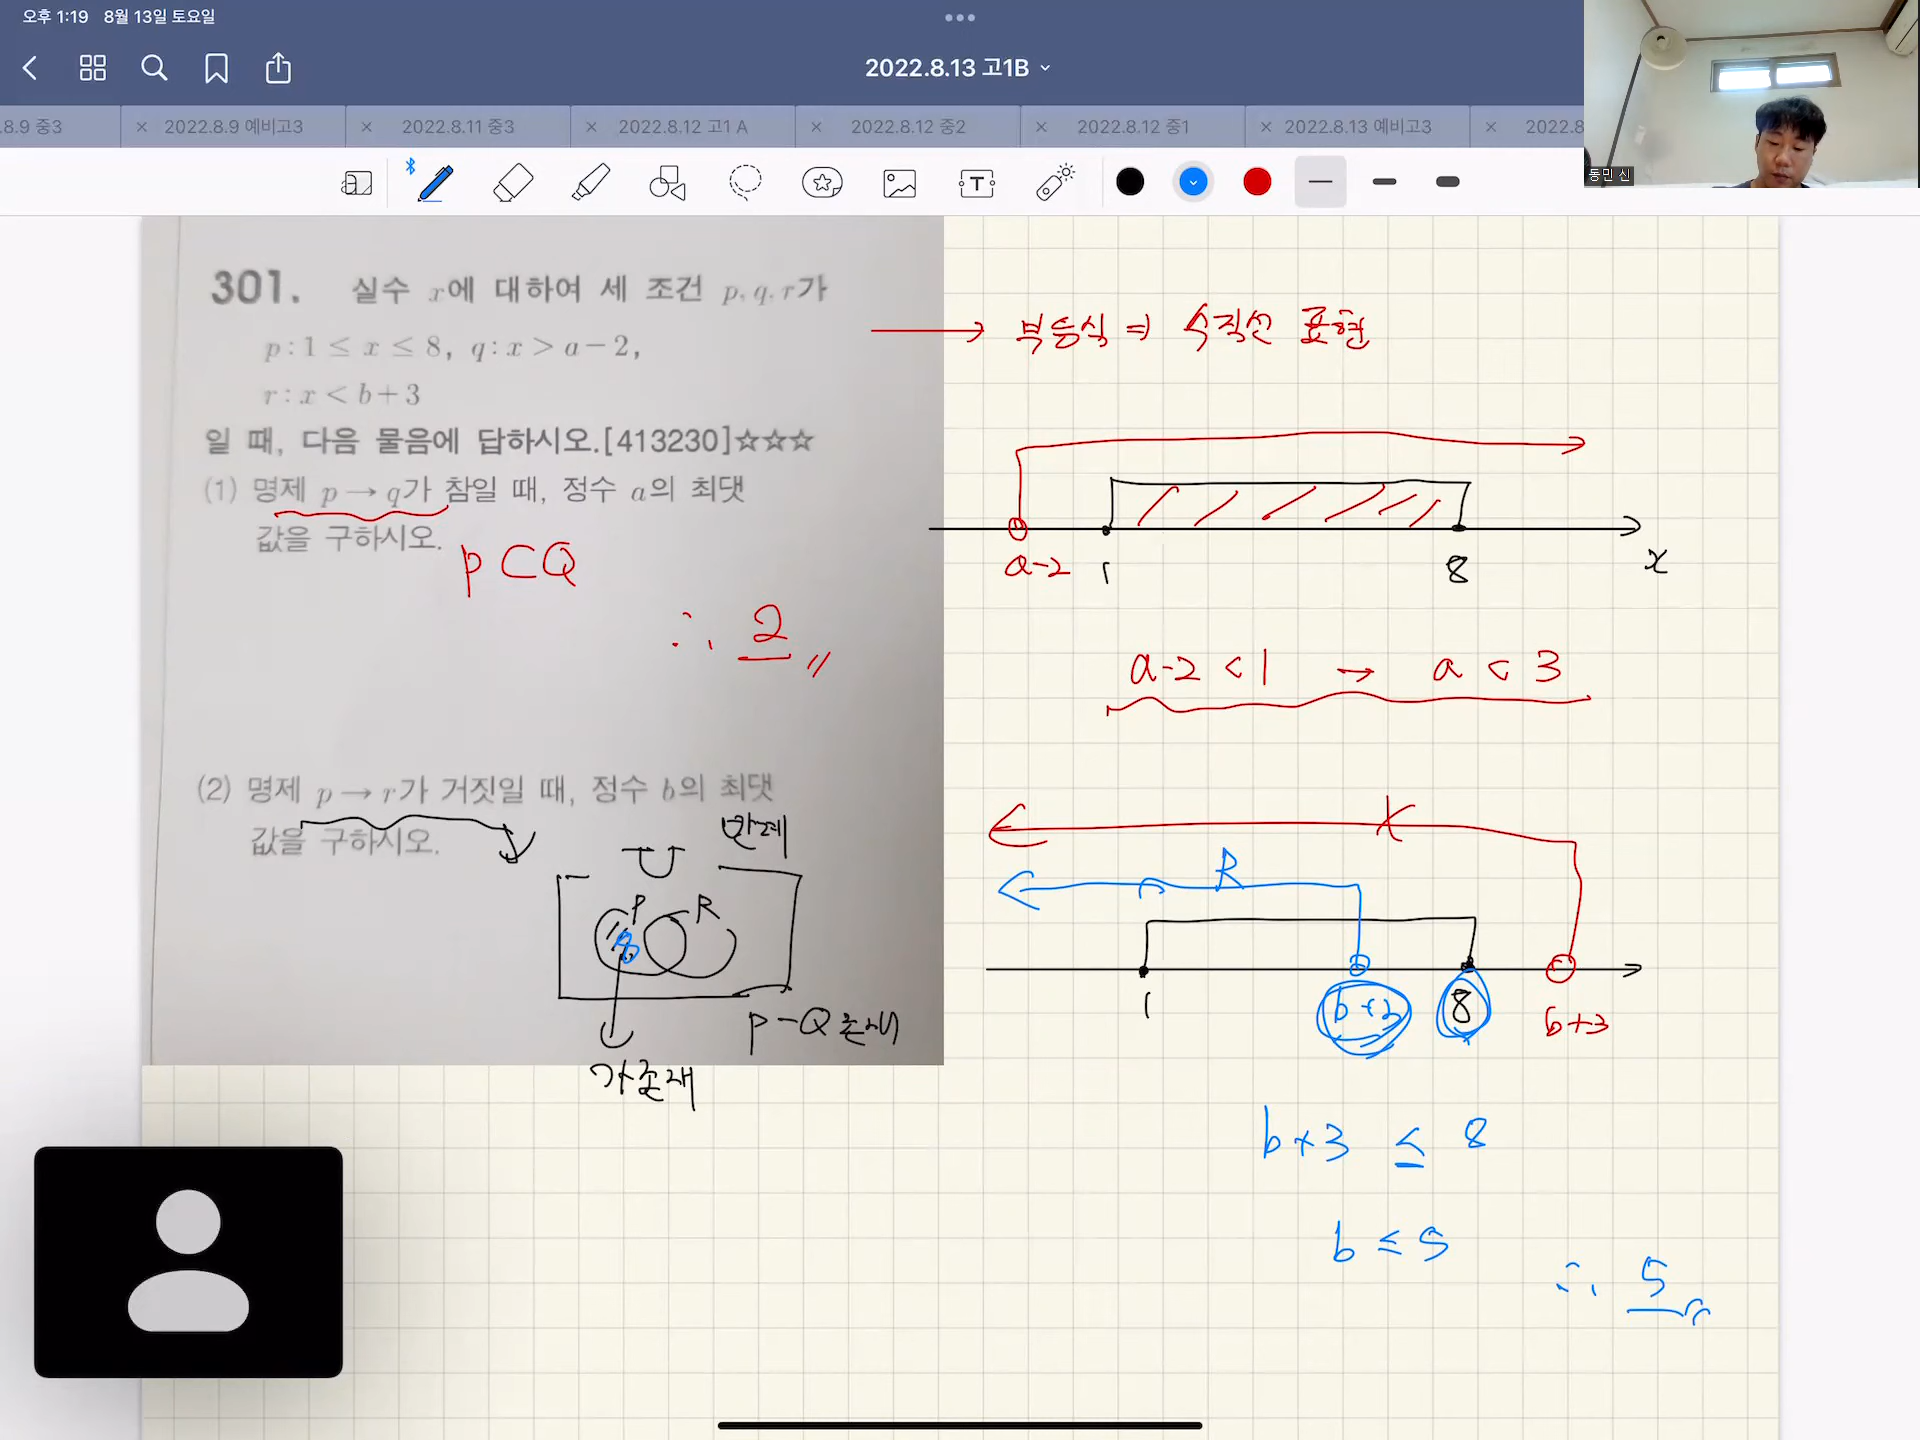 오후 1:19 8월 13일 토요일
2022.8.13 고1B
8.9 중3
2022.8.9 예비고3
2022.8.11 중3
2022.8.12 고1 A
2022.8.12 중2
2022.8.12 중1
2022.8.13 예비고3
2022.8
동민 신
301. 실수 x에 대하여 세 조건 p, q, r가
p : 1 ≤ x ≤ 8, q : x > a − 2,
r : x < b + 3
일 때, 다음 물음에 답하시오.[413230]☆☆☆
(1) 명제 p → q가 참일 때, 정수 a의 최댓
값을 구하시오.
P ⊂ Q
∴ 2
→ 부등식 ⇒ 수직선 표현
a-2 1 8 x
a-2 < 1 → a < 3
(2) 명제 p → r가 거짓일 때, 정수 b의 최댓
값을 구하시오.
반례
P R
8
P - Q 존재
가 존재
R
1 b+3 8 b+3
b+3 ≤ 8
b ≤ 5
∴ 5